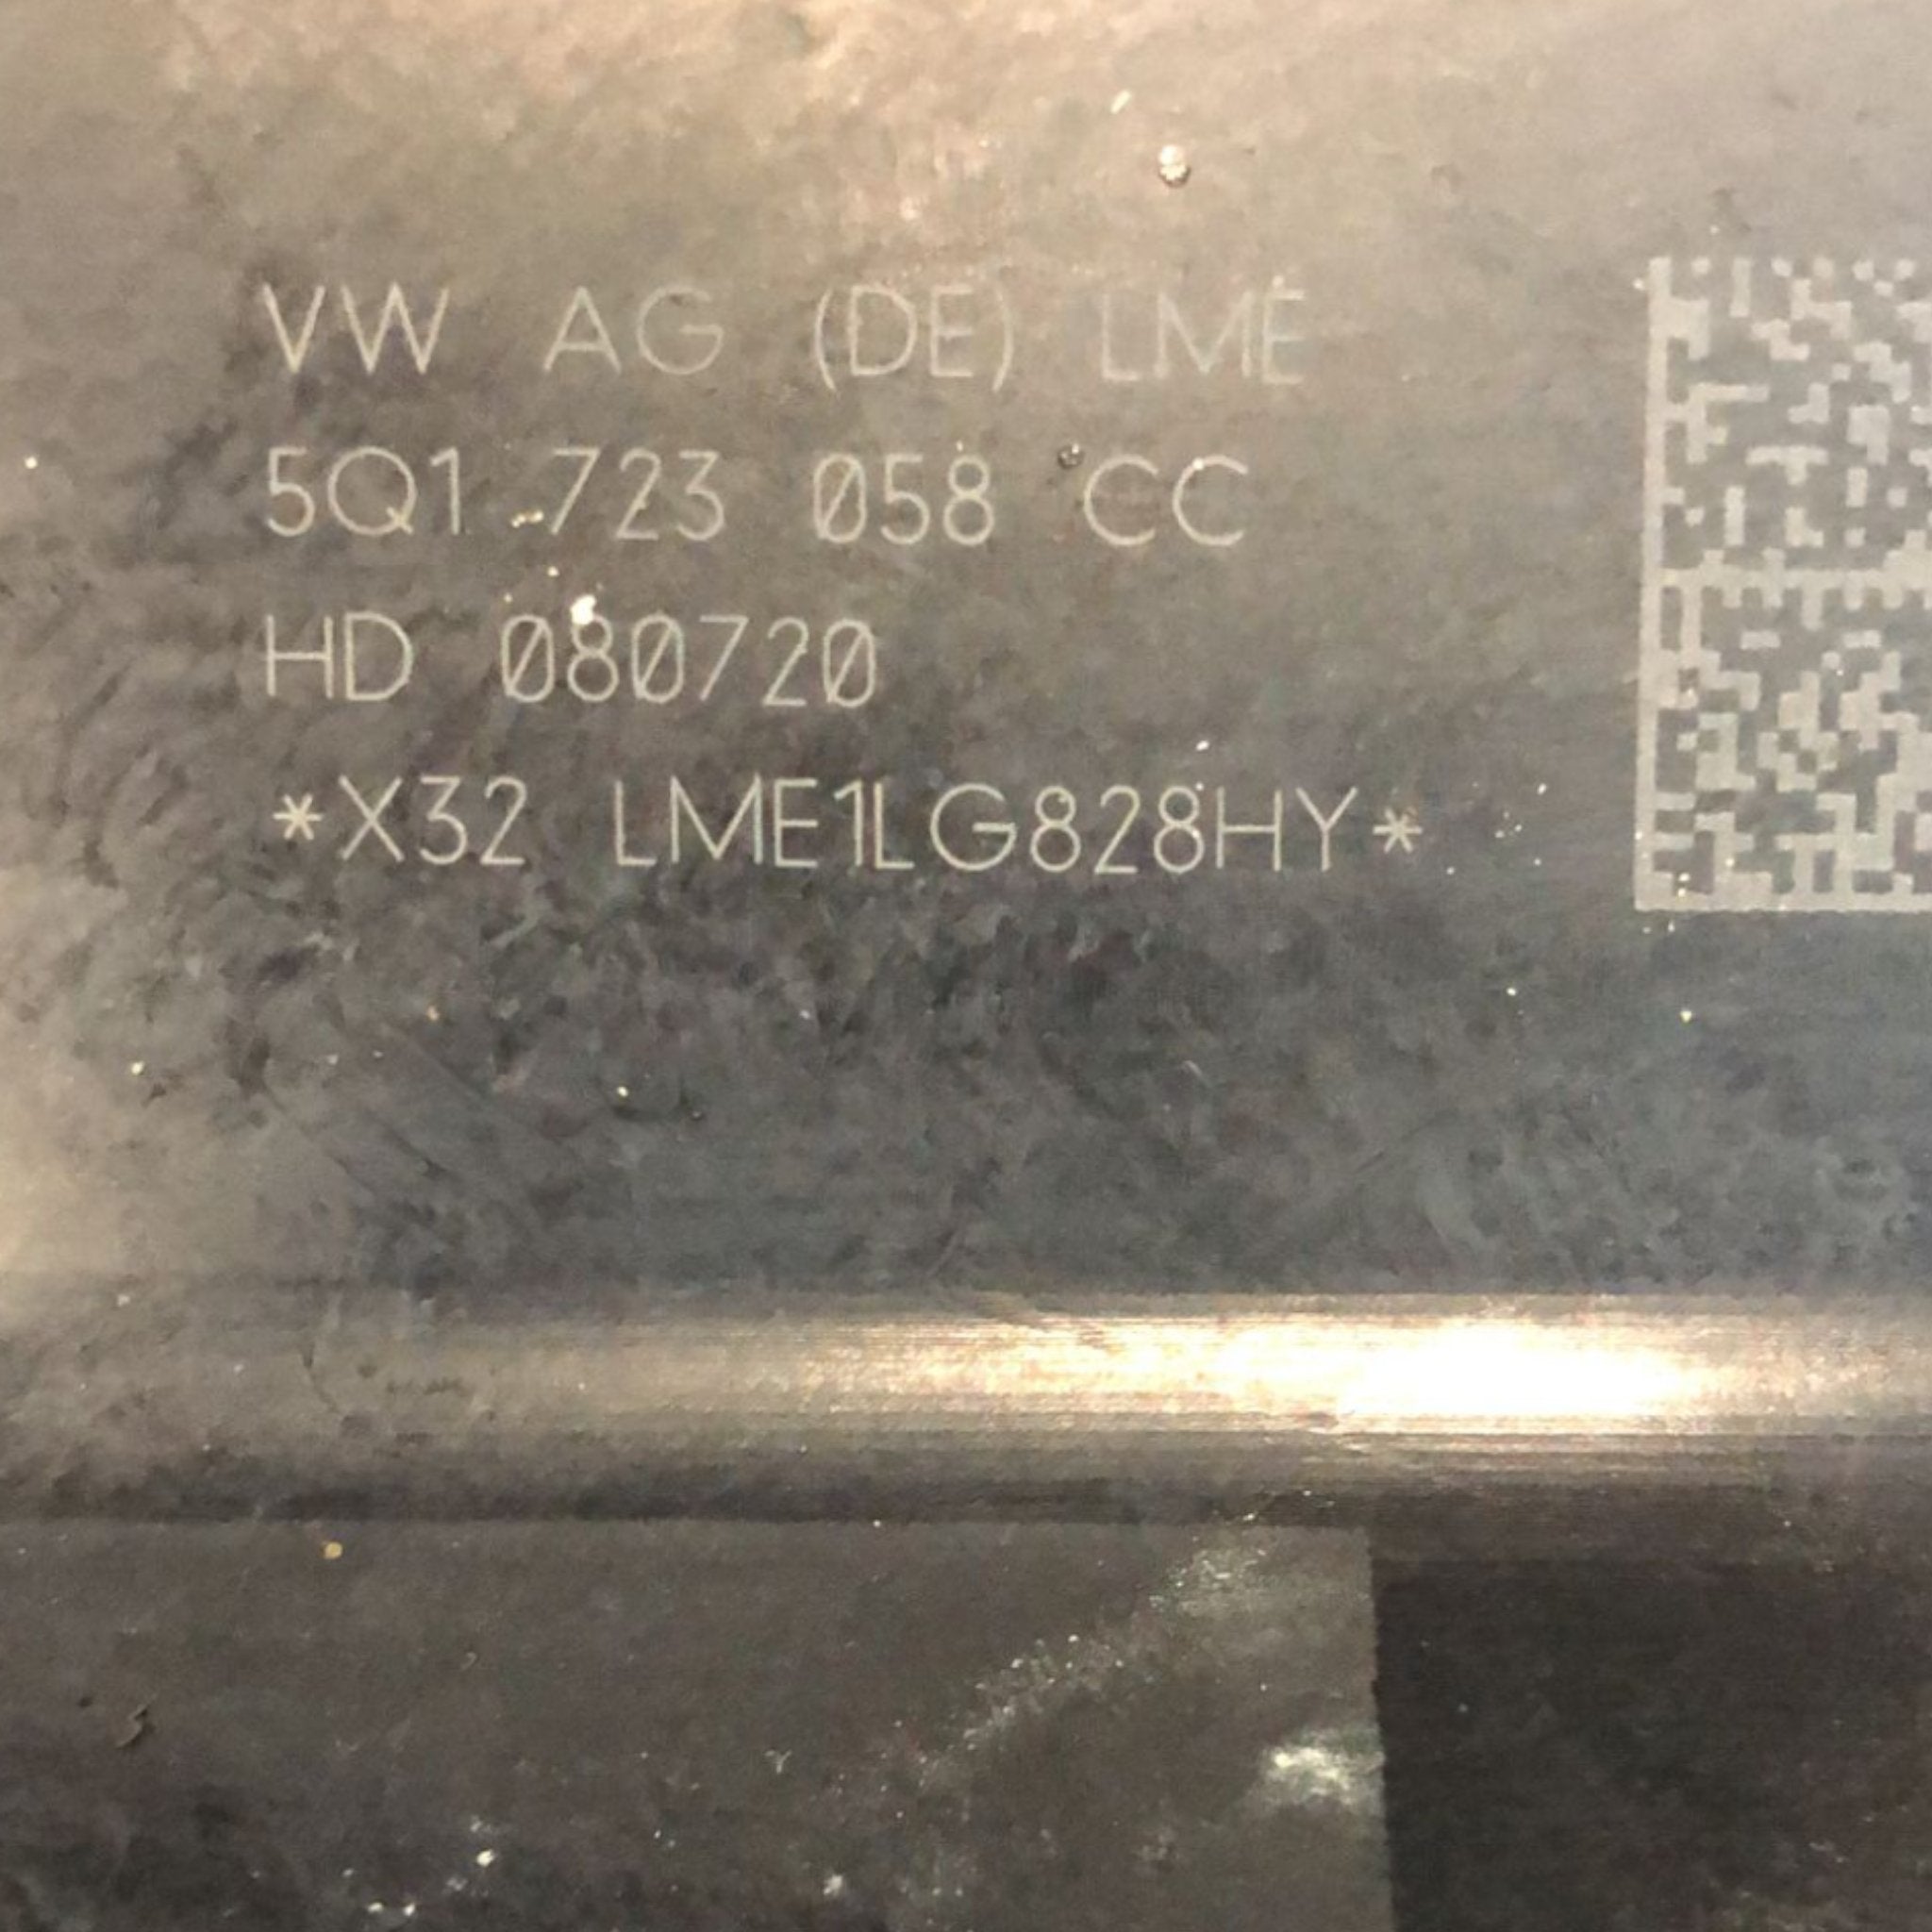 VW AG (DE) LME
5Q1 723 058 CC
HD 080720
*X32 LME1LG828HY*